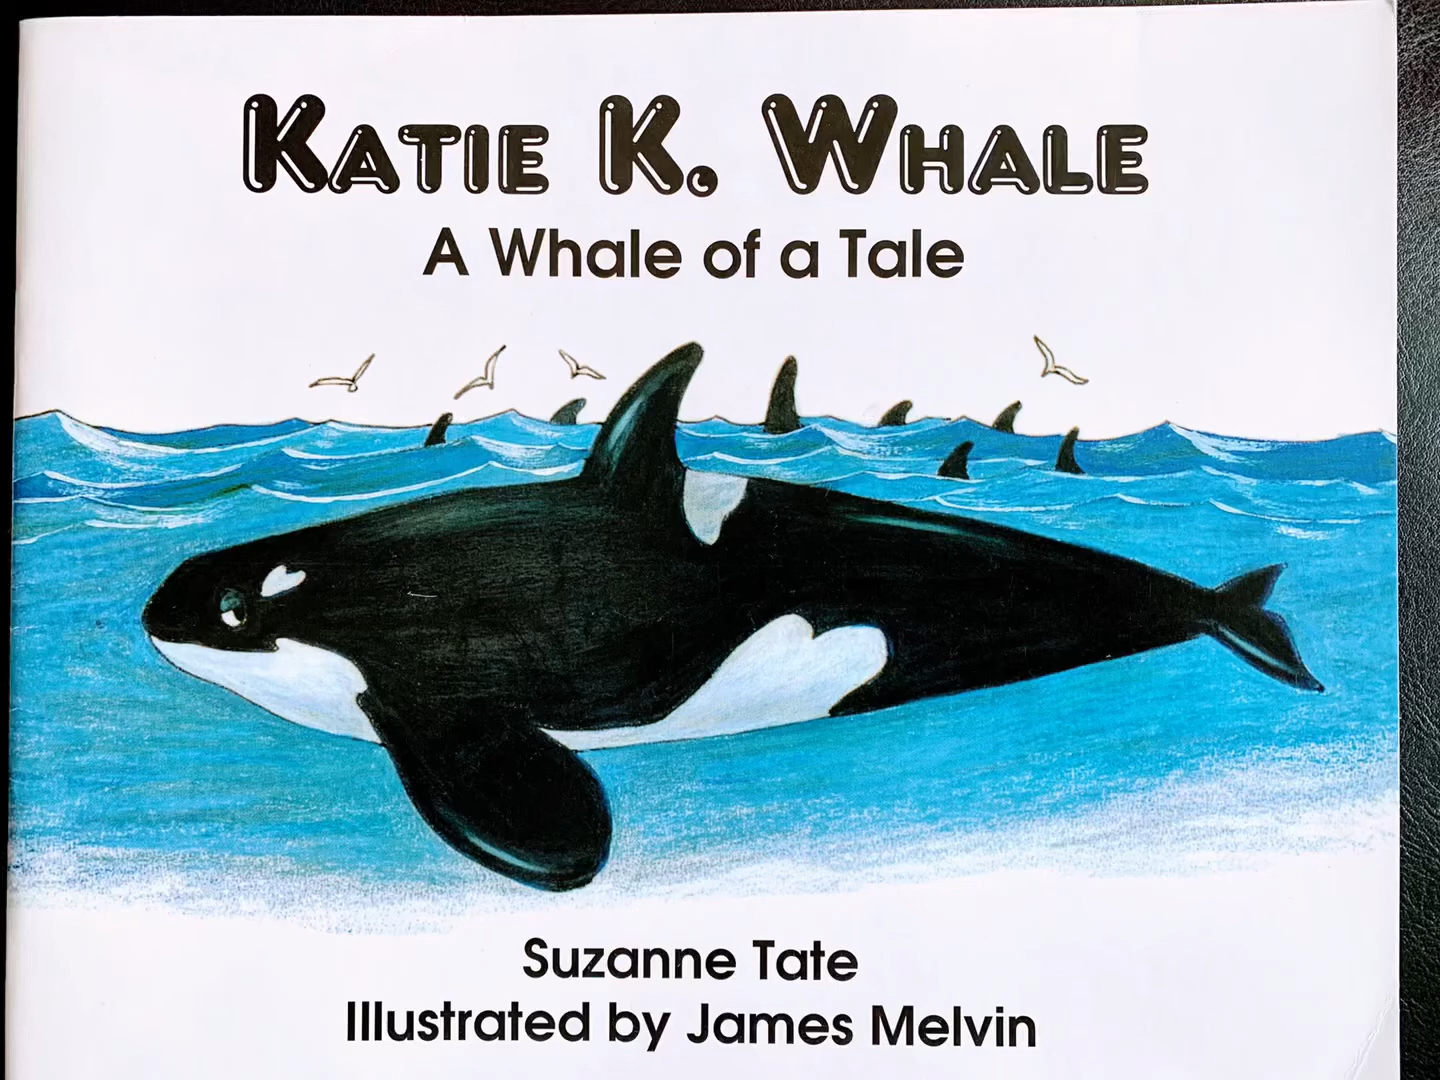 Katie K. Whale
A Whale of a Tale
Suzanne Tate
Illustrated by James Melvin